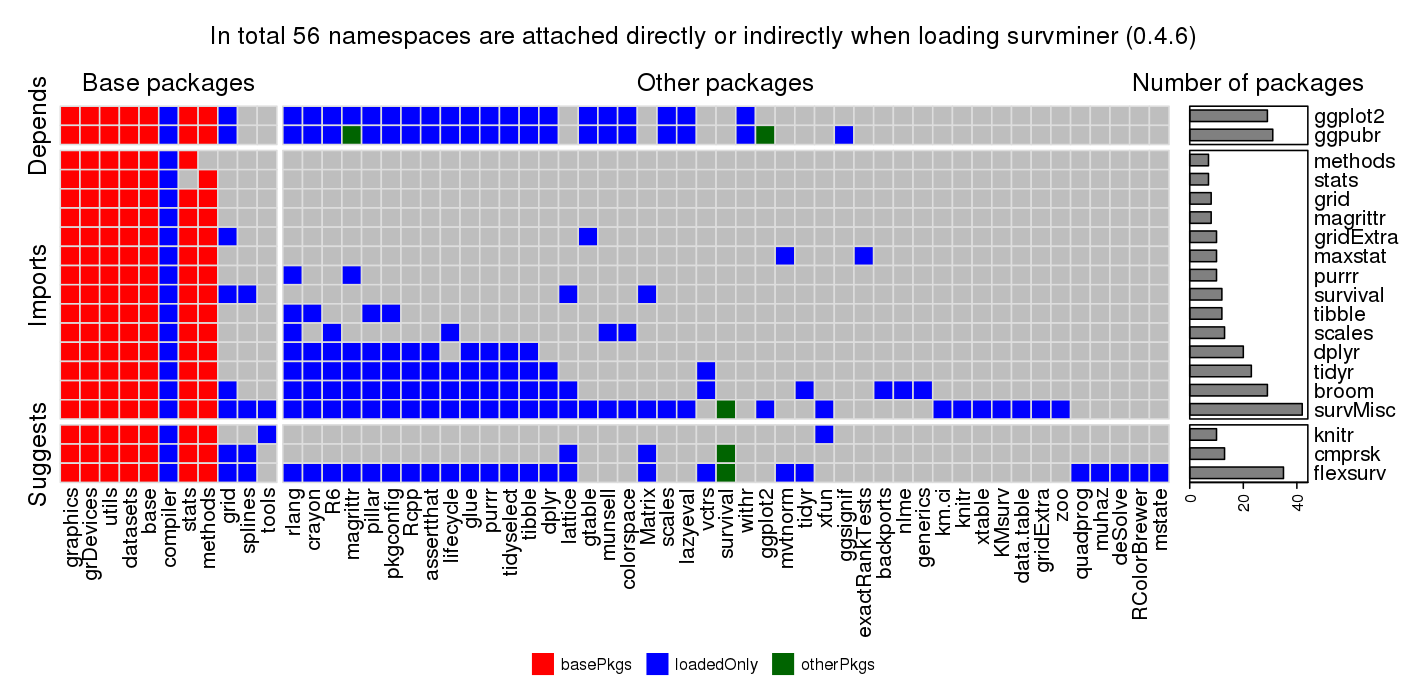 In total 56 namespaces are attached directly or indirectly when loading survminer (0.4.6)
Base packages
Other packages
Number of packages
Depends
Imports
Suggests
ggplot2
ggpubr
methods
stats
grid
magrittr
gridExtra
maxstat
purrr
survival
tibble
scales
dplyr
tidyr
broom
survMisc
knitr
cmprsk
flexsurv
0
20
40
graphics
grDevices
utils
datasets
base
compiler
stats
methods
grid
splines
tools
rlang
crayon
R6
magrittr
pillar
pkgconfig
Rcpp
assertthat
lifecycle
glue
purrr
tidyselect
tibble
dplyr
lattice
gtable
munsell
colorspace
Matrix
scales
lazyeval
vctrs
survival
withr
ggplot2
mvtnorm
tidyr
xfun
ggsignif
exactRankTests
backports
nlme
generics
km.ci
knitr
xtable
KMsurv
data.table
gridExtra
zoo
quadprog
muhaz
deSolve
RColorBrewer
mstate
basePkgs
loadedOnly
otherPkgs